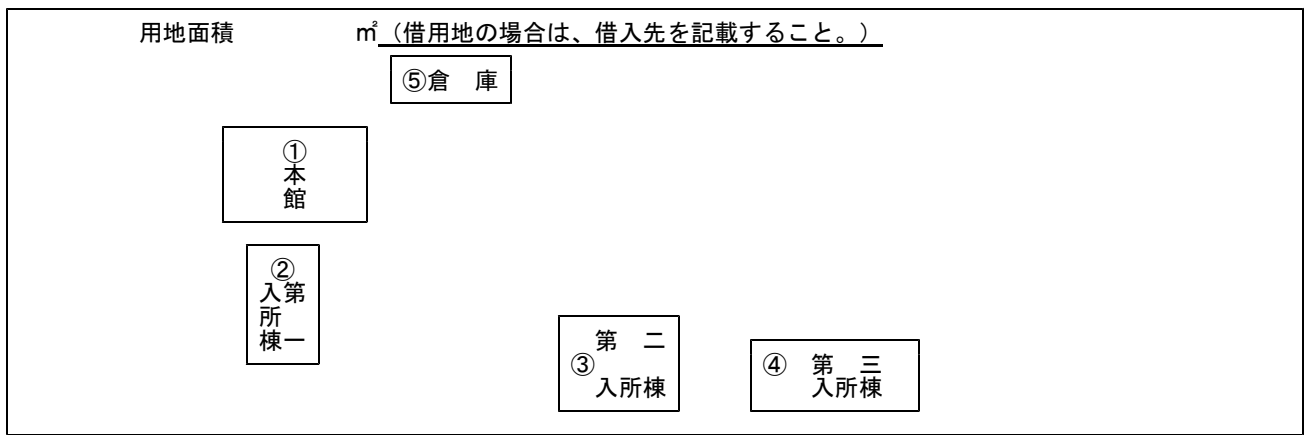 用地面積　　　　㎡（借用地の場合は、借入先を記載すること。）
⑤倉　庫
①
本
館
②
入第
所
棟一
第　二
③
入所棟
④　第　三
入所棟